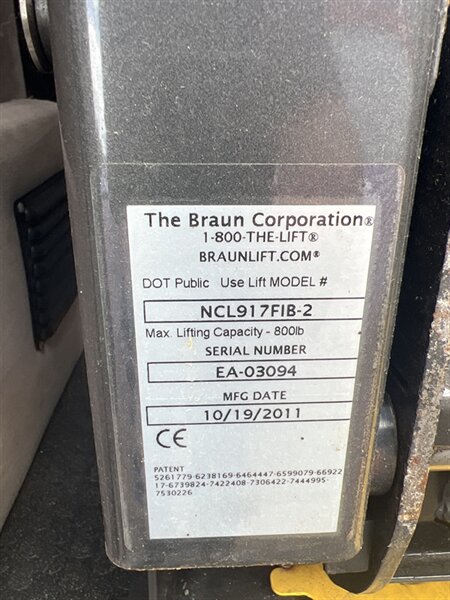 The Braun Corporation®
1-800-THE-LIFT®
BRAUNLIFT.COM®
DOT Public Use Lift MODEL #
NCL917FIB-2
Max. Lifting Capacity - 800lb
SERIAL NUMBER
EA-03094
MFG DATE
10/19/2011
CE
PATENT
5261779-6238169-6464447-6599079-66922
17-6739824-7422408-7306422-7444995-
7530226